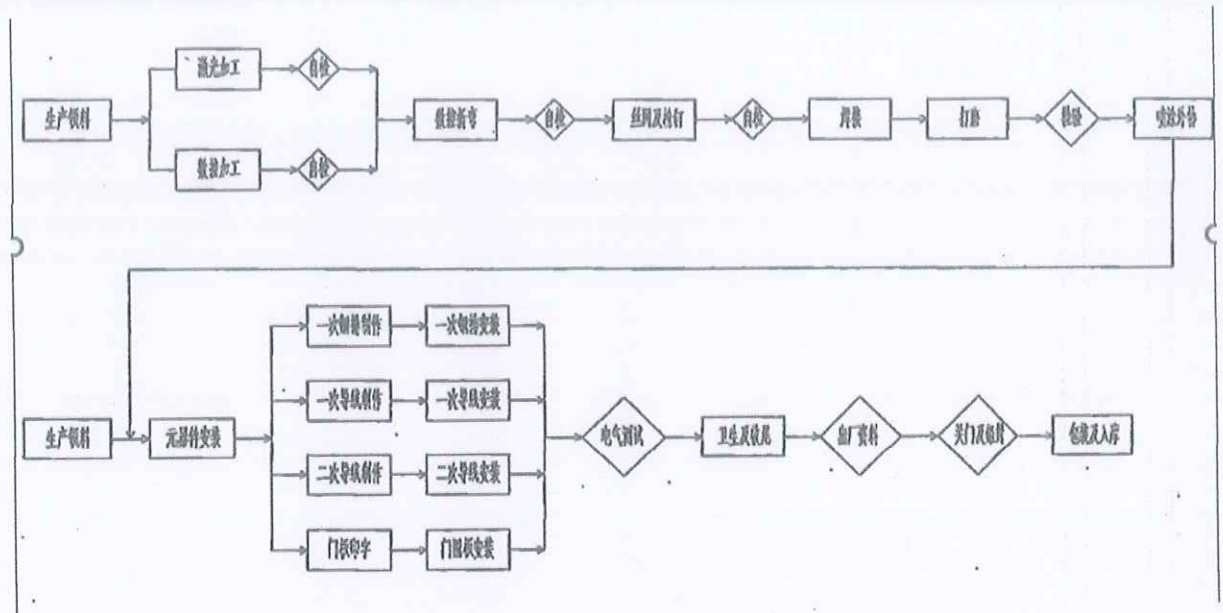 生产领料
激光加工
自检
数控加工
自检
数控折弯
自检
丝网及铆钉
自检
焊接
打磨
检验
喷涂外协
生产领料
元器件安装
一次铜排制作
一次铜排安装
一次导线制作
一次导线安装
二次导线制作
二次导线安装
门板印字
门面板安装
电气调试
卫生及收尾
出厂资料
关门及组并
包装及入库